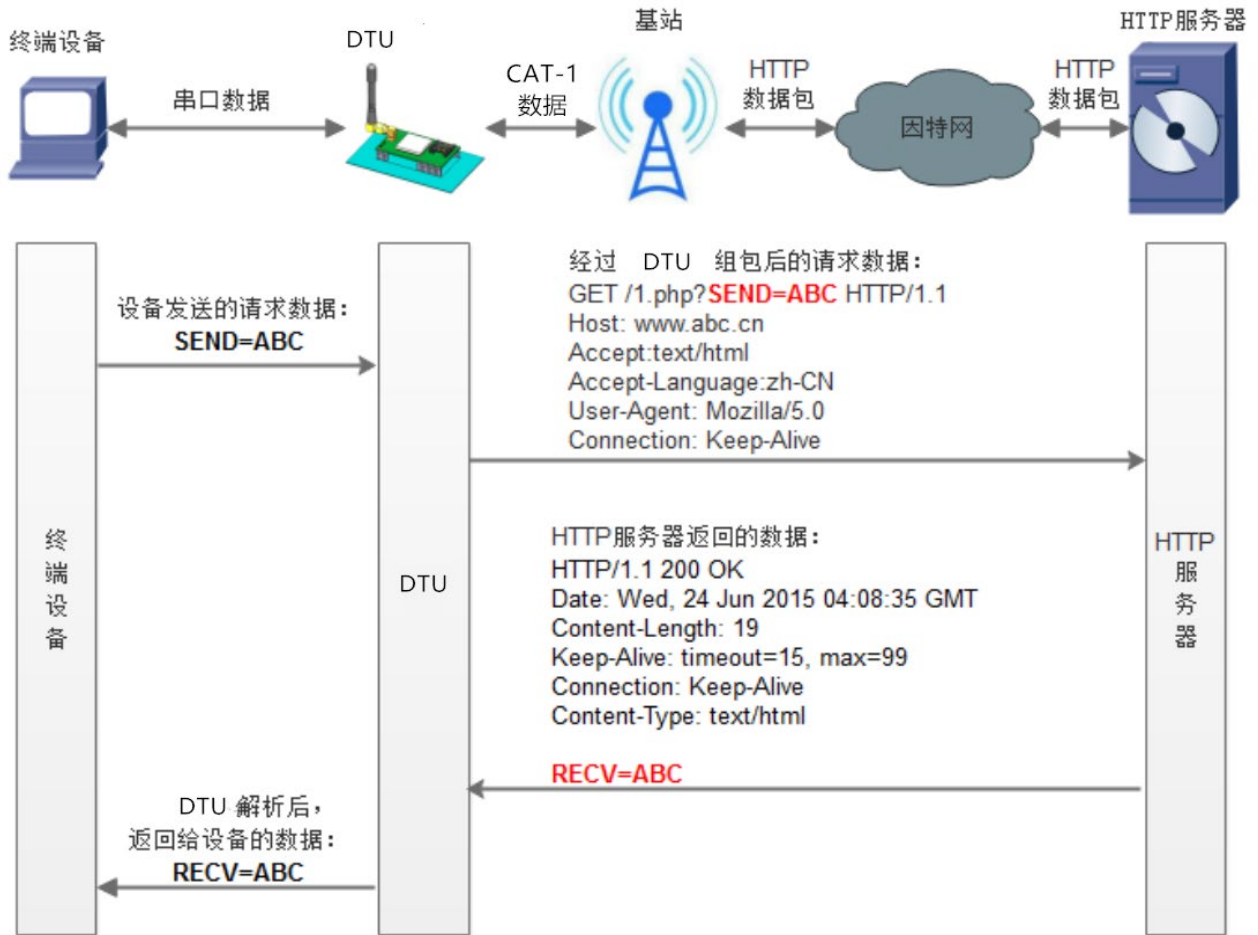 终端设备
DTU
基站
HTTP服务器
串口数据
CAT-1
数据
HTTP
数据包
因特网
HTTP
数据包
设备发送的请求数据：
SEND=ABC
经过 DTU 组包后的请求数据：
GET /1.php?SEND=ABC HTTP/1.1
Host: www.abc.cn
Accept:text/html
Accept-Language:zh-CN
User-Agent: Mozilla/5.0
Connection: Keep-Alive
终端设备
DTU
HTTP服务器
HTTP服务器返回的数据：
HTTP/1.1 200 OK
Date: Wed, 24 Jun 2015 04:08:35 GMT
Content-Length: 19
Keep-Alive: timeout=15, max=99
Connection: Keep-Alive
Content-Type: text/html
RECV=ABC
DTU 解析后，
返回给设备的数据：
RECV=ABC